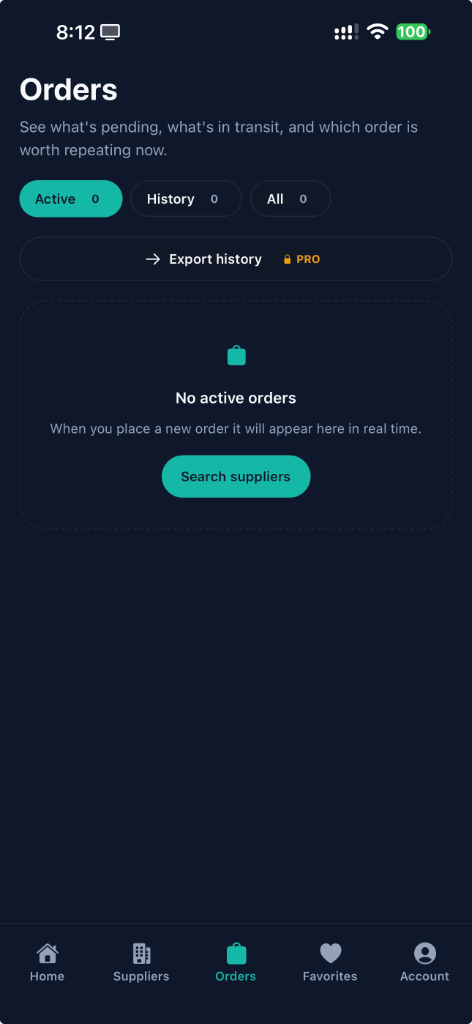 8:12
100
Orders
See what's pending, what's in transit, and which order is
worth repeating now.
Active 0
History 0
All 0
Export history PRO
No active orders
When you place a new order it will appear here in real time.
Search suppliers
Home
Suppliers
Orders
Favorites
Account